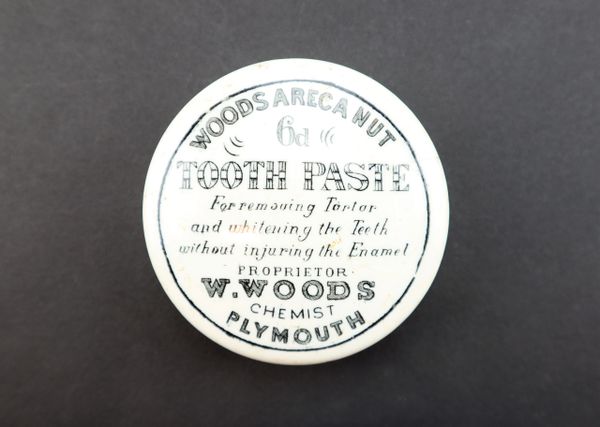 WOODS ARECA NUT
6d
TOOTH PASTE
For removing Tartar
and whitening the Teeth
without injuring the Enamel
PROPRIETOR
W. WOODS
CHEMIST
PLYMOUTH